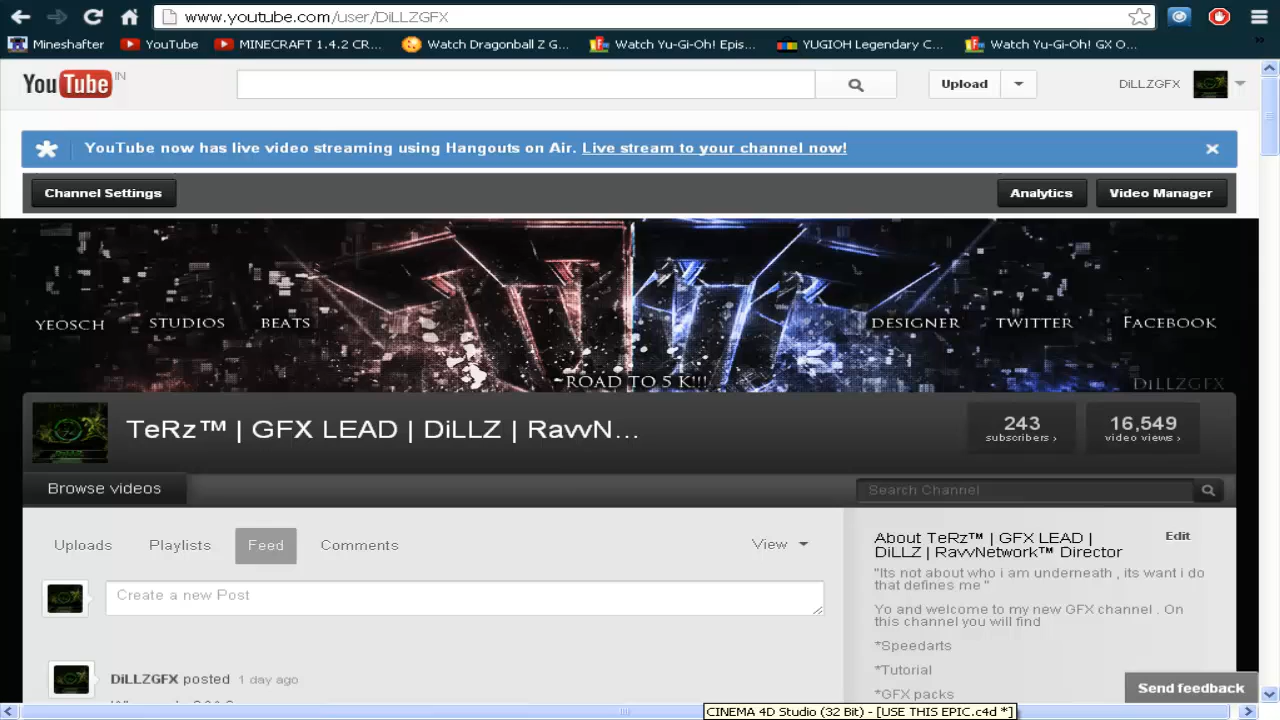 www.youtube.com/user/DiLLZGFX
Mineshafter YouTube MINECRAFT 1.4.2 CR... Watch Dragonball Z G... Watch Yu-Gi-Oh! Epis... YUGIOH Legendary C... Watch Yu-Gi-Oh! GX O...
YouTube IN Upload DiLLZGFX
YouTube now has live video streaming using Hangouts on Air. Live stream to your channel now!
Channel Settings Analytics Video Manager
YEOSCH STUDIOS BEATS DESIGNER TWITTER FACEBOOK
~ROAD TO 5 K!!!
DiLLZGFX
TeRz™ | GFX LEAD | DiLLZ | RavvN...
243 subscribers ›
16,549 video views ›
Browse videos Search Channel
Uploads Playlists Feed Comments View
Create a new Post
DiLLZGFX posted 1 day ago
About TeRz™ | GFX LEAD | Edit
DiLLZ | RavvNetwork™ Director
"Its not about who i am underneath , its want i do
that defines me "
Yo and welcome to my new GFX channel . On
this channel you will find
*Speedarts
*Tutorial
*GFX packs
Send feedback
CINEMA 4D Studio (32 Bit) - [USE THIS EPIC.c4d *]